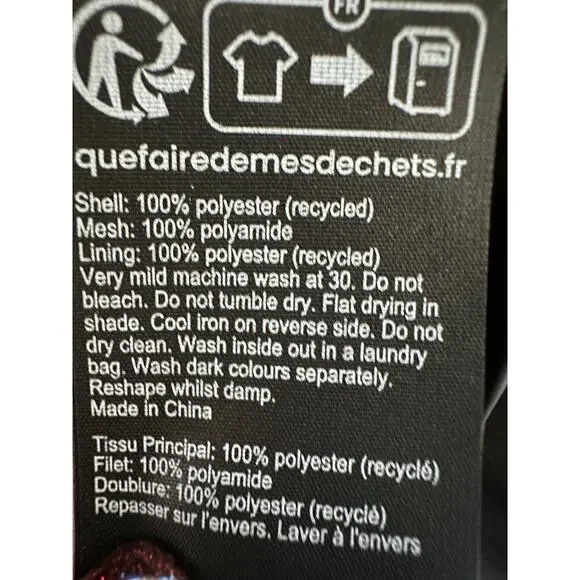 FR
quefairedemesdechets.fr
Shell: 100% polyester (recycled)
Mesh: 100% polyamide
Lining: 100% polyester (recycled)
Very mild machine wash at 30. Do not
bleach. Do not tumble dry. Flat drying in
shade. Cool iron on reverse side. Do not
dry clean. Wash inside out in a laundry
bag. Wash dark colours separately.
Reshape whilst damp.
Made in China
Tissu Principal: 100% polyester (recyclé)
Filet: 100% polyamide
Doublure: 100% polyester (recyclé)
Repasser sur l'envers. Laver à l'envers